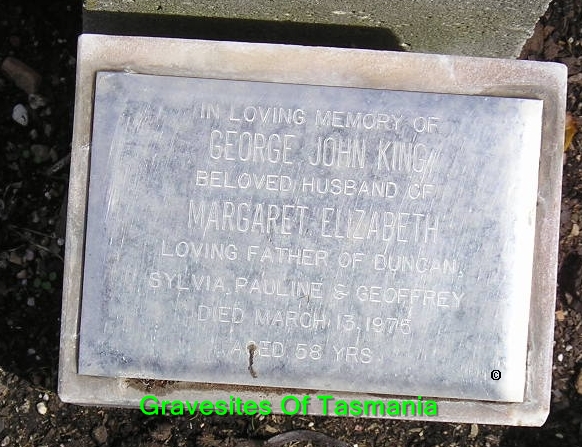 IN LOVING MEMORY OF
GEORGE JOHN KING
BELOVED HUSBAND OF
MARGARET ELIZABETH
LOVING FATHER OF DUNCAN,
SYLVIA, PAULINE & GEOFFREY
DIED MARCH 13, 1975
AGED 58 YRS.
©
Gravesites Of Tasmania